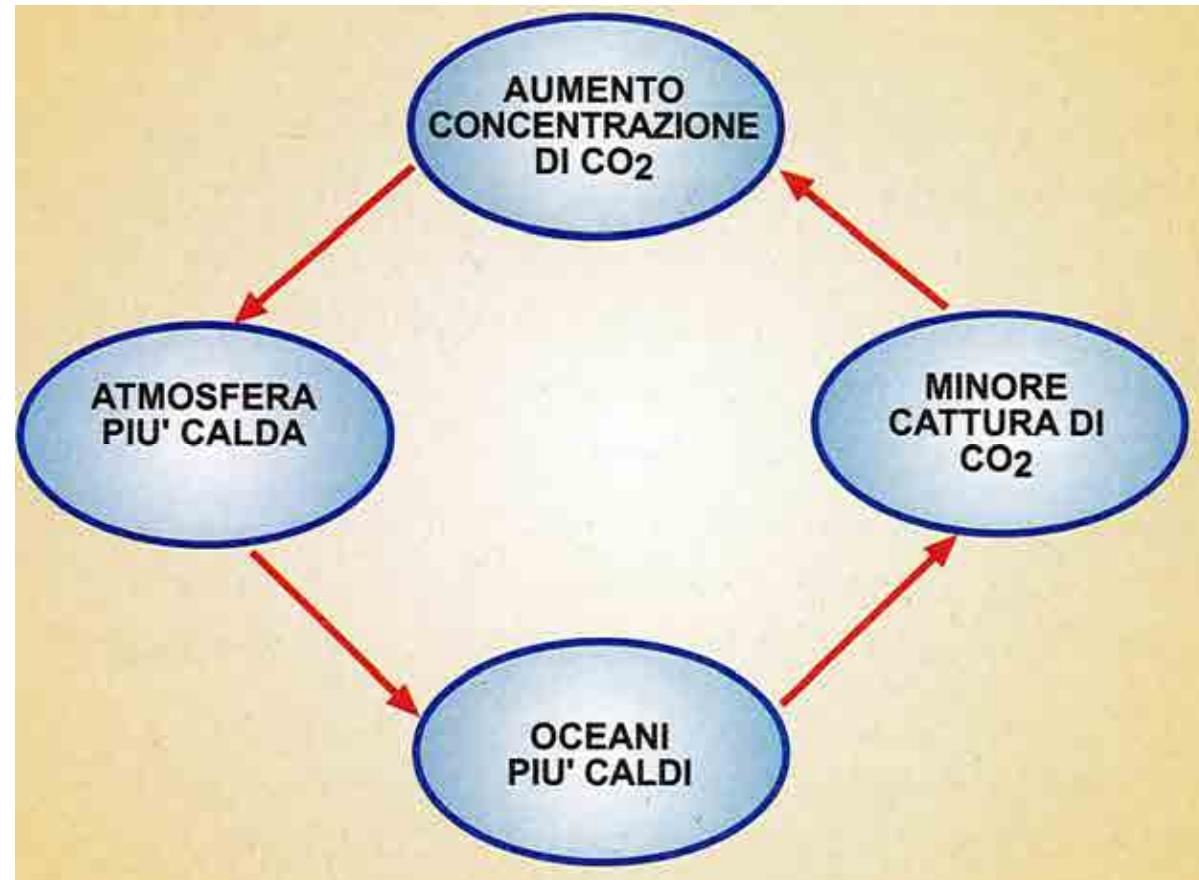 AUMENTO
CONCENTRAZIONE
DI CO2
ATMOSFERA
PIU' CALDA
MINORE
CATTURA DI
CO2
OCEANI
PIU' CALDI